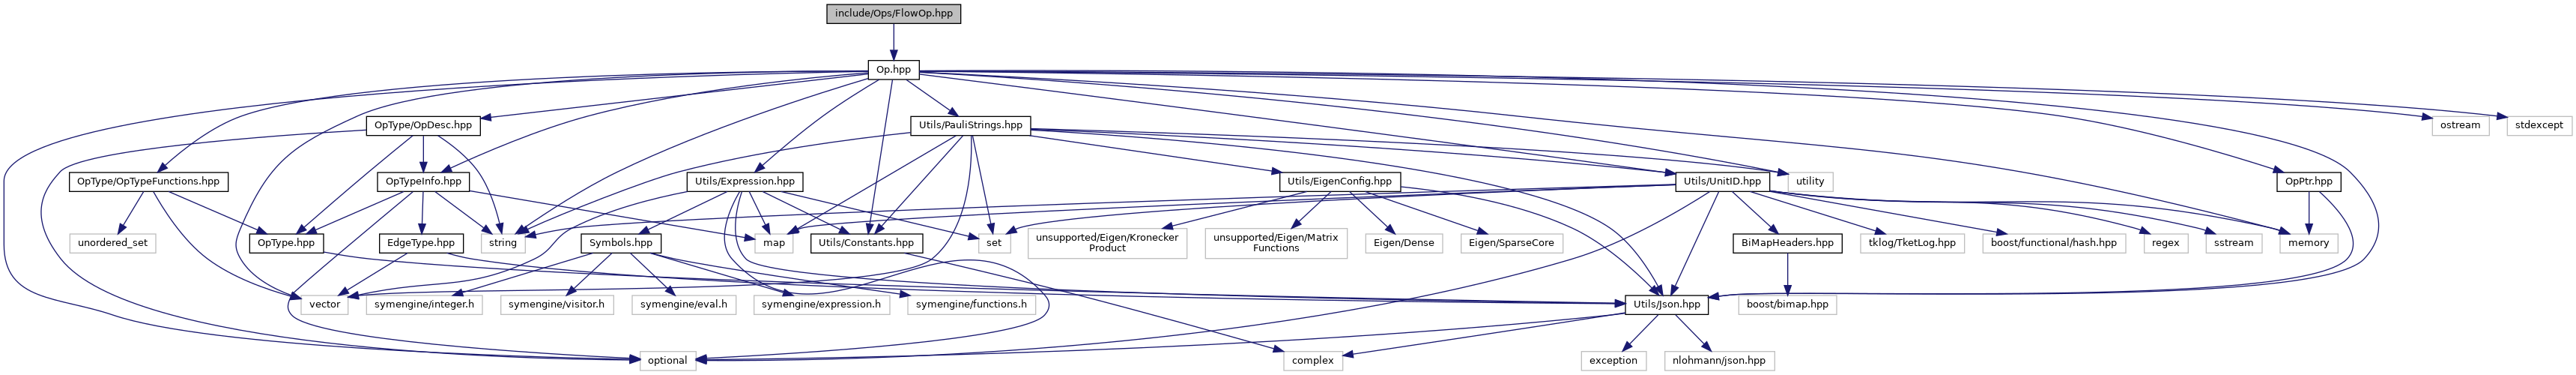 include/Ops/FlowOp.hpp
Op.hpp
OpType/OpDesc.hpp
Utils/PauliStrings.hpp
ostream
stdexcept
OpType/OpTypeFunctions.hpp
OpTypeInfo.hpp
Utils/Expression.hpp
Utils/EigenConfig.hpp
Utils/UnitID.hpp
utility
OpPtr.hpp
unordered_set
OpType.hpp
EdgeType.hpp
string
Symbols.hpp
map
Utils/Constants.hpp
set
unsupported/Eigen/Kronecker
Product
unsupported/Eigen/Matrix
Functions
Eigen/Dense
Eigen/SparseCore
BiMapHeaders.hpp
tklog/TketLog.hpp
boost/functional/hash.hpp
regex
sstream
memory
vector
symengine/integer.h
symengine/visitor.h
symengine/eval.h
symengine/expression.h
symengine/functions.h
Utils/Json.hpp
boost/bimap.hpp
optional
complex
exception
nlohmann/json.hpp